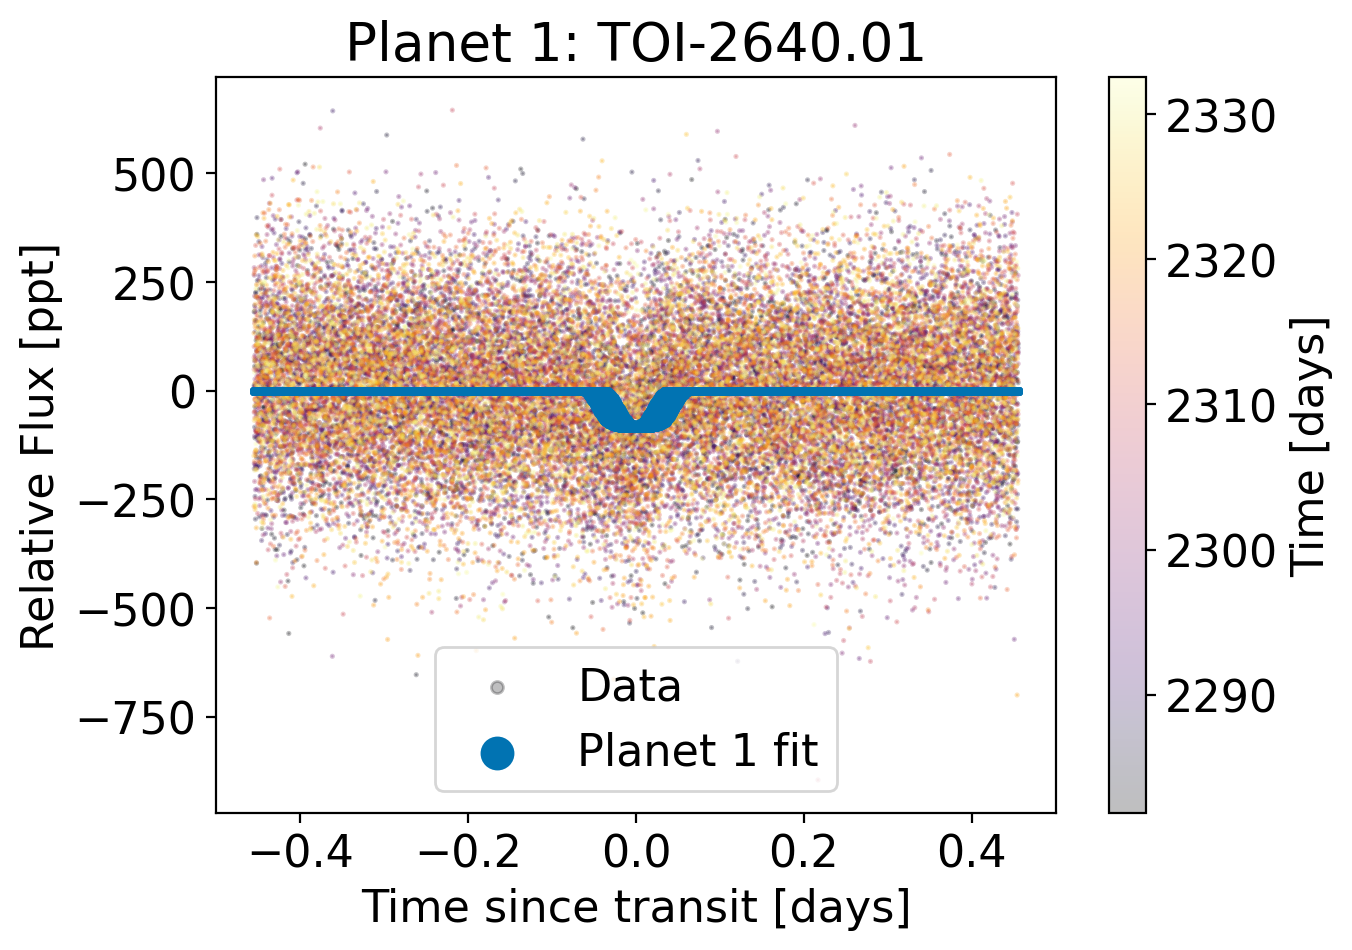 Planet 1: TOI-2640.01
Relative Flux [ppt]
500
250
0
−250
−500
−750
−0.4
−0.2
0.0
0.2
0.4
Time since transit [days]
Data
Planet 1 fit
2330
2320
2310
2300
2290
Time [days]